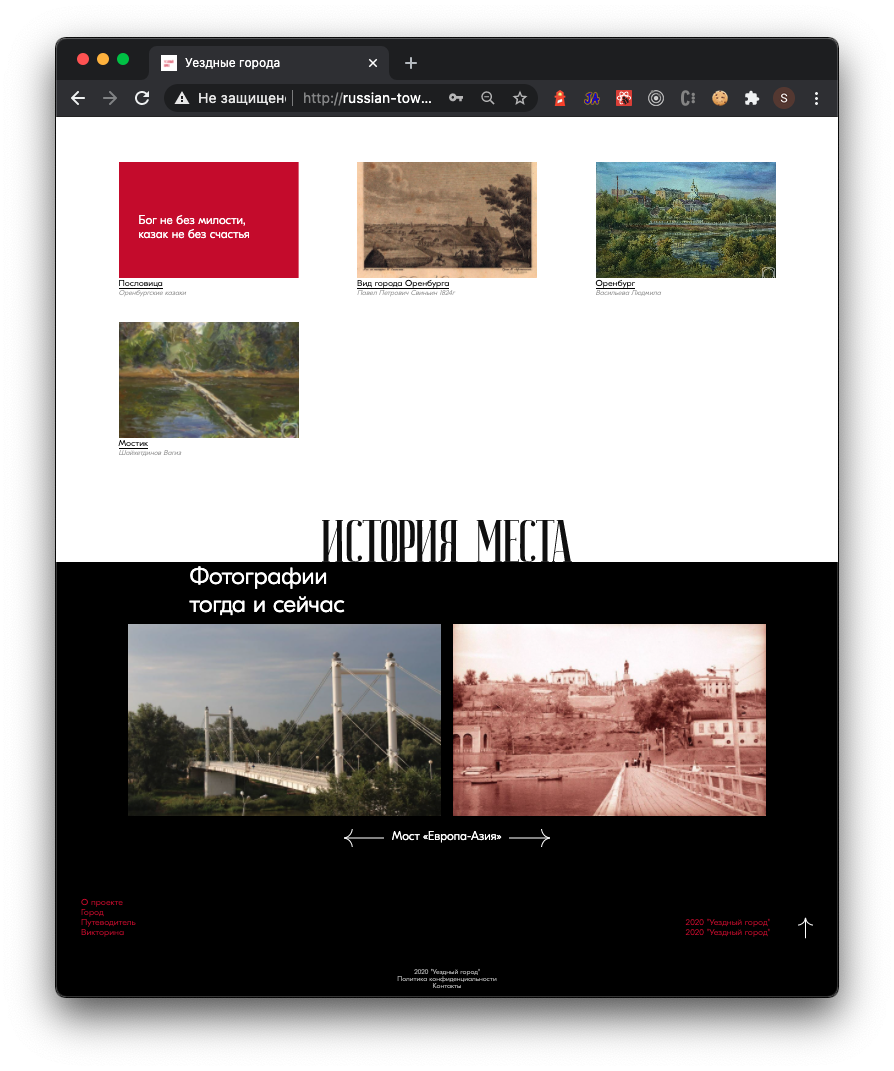 Уездные города
Не защищен
http://russian-tow...
S
Бог не без милости,
казак не без счастья
Пословица
Оренбургские казаки
Вид города Оренбурга
Павел Петрович Свиньин 1824г
Оренбург
Васильева Людмила
Мостик
ИСТОРИЯ МЕСТА
Фотографии
тогда и сейчас
Мост «Европа-Азия»
О проекте
Город
Путеводитель
Викторина
2020 "Уездный город"
2020 "Уездный город"
2020 "Уездный город"
Политика конфиденциальности
Контакты